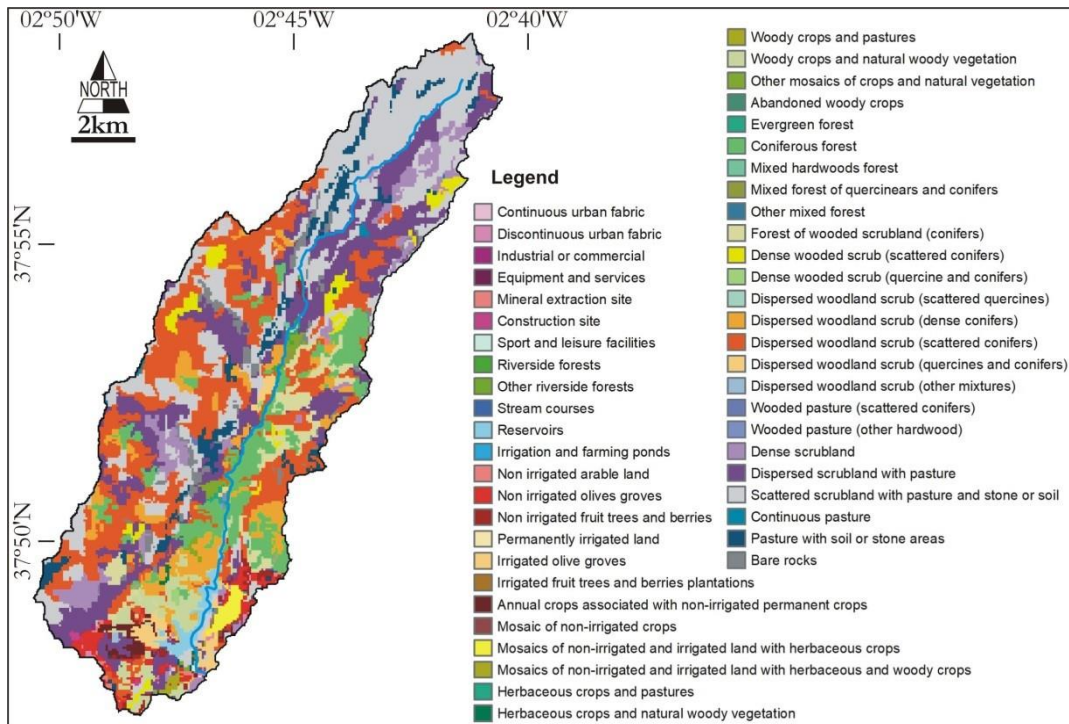 02°50'W 02°45'W 02°40'W
NORTH
2km
37°55'N
37°50'N
Legend
Continuous urban fabric
Discontinuous urban fabric
Industrial or commercial
Equipment and services
Mineral extraction site
Construction site
Sport and leisure facilities
Riverside forests
Other riverside forests
Stream courses
Reservoirs
Irrigation and farming ponds
Non irrigated arable land
Non irrigated olives groves
Non irrigated fruit trees and berries
Permanently irrigated land
Irrigated olive groves
Irrigated fruit trees and berries plantations
Annual crops associated with non-irrigated permanent crops
Mosaic of non-irrigated crops
Mosaics of non-irrigated and irrigated land with herbaceous crops
Mosaics of non-irrigated and irrigated land with herbaceous and woody crops
Herbaceous crops and pastures
Herbaceous crops and natural woody vegetation
Woody crops and pastures
Woody crops and natural woody vegetation
Other mosaics of crops and natural vegetation
Abandoned woody crops
Evergreen forest
Coniferous forest
Mixed hardwoods forest
Mixed forest of quercinears and conifers
Other mixed forest
Forest of wooded scrubland (conifers)
Dense wooded scrub (scattered conifers)
Dense wooded scrub (quercine and conifers)
Dispersed woodland scrub (scattered quercines)
Dispersed woodland scrub (dense conifers)
Dispersed woodland scrub (scattered conifers)
Dispersed woodland scrub (quercines and conifers)
Dispersed woodland scrub (other mixtures)
Wooded pasture (scattered conifers)
Wooded pasture (other hardwood)
Dense scrubland
Dispersed scrubland with pasture
Scattered scrubland with pasture and stone or soil
Continuous pasture
Pasture with soil or stone areas
Bare rocks